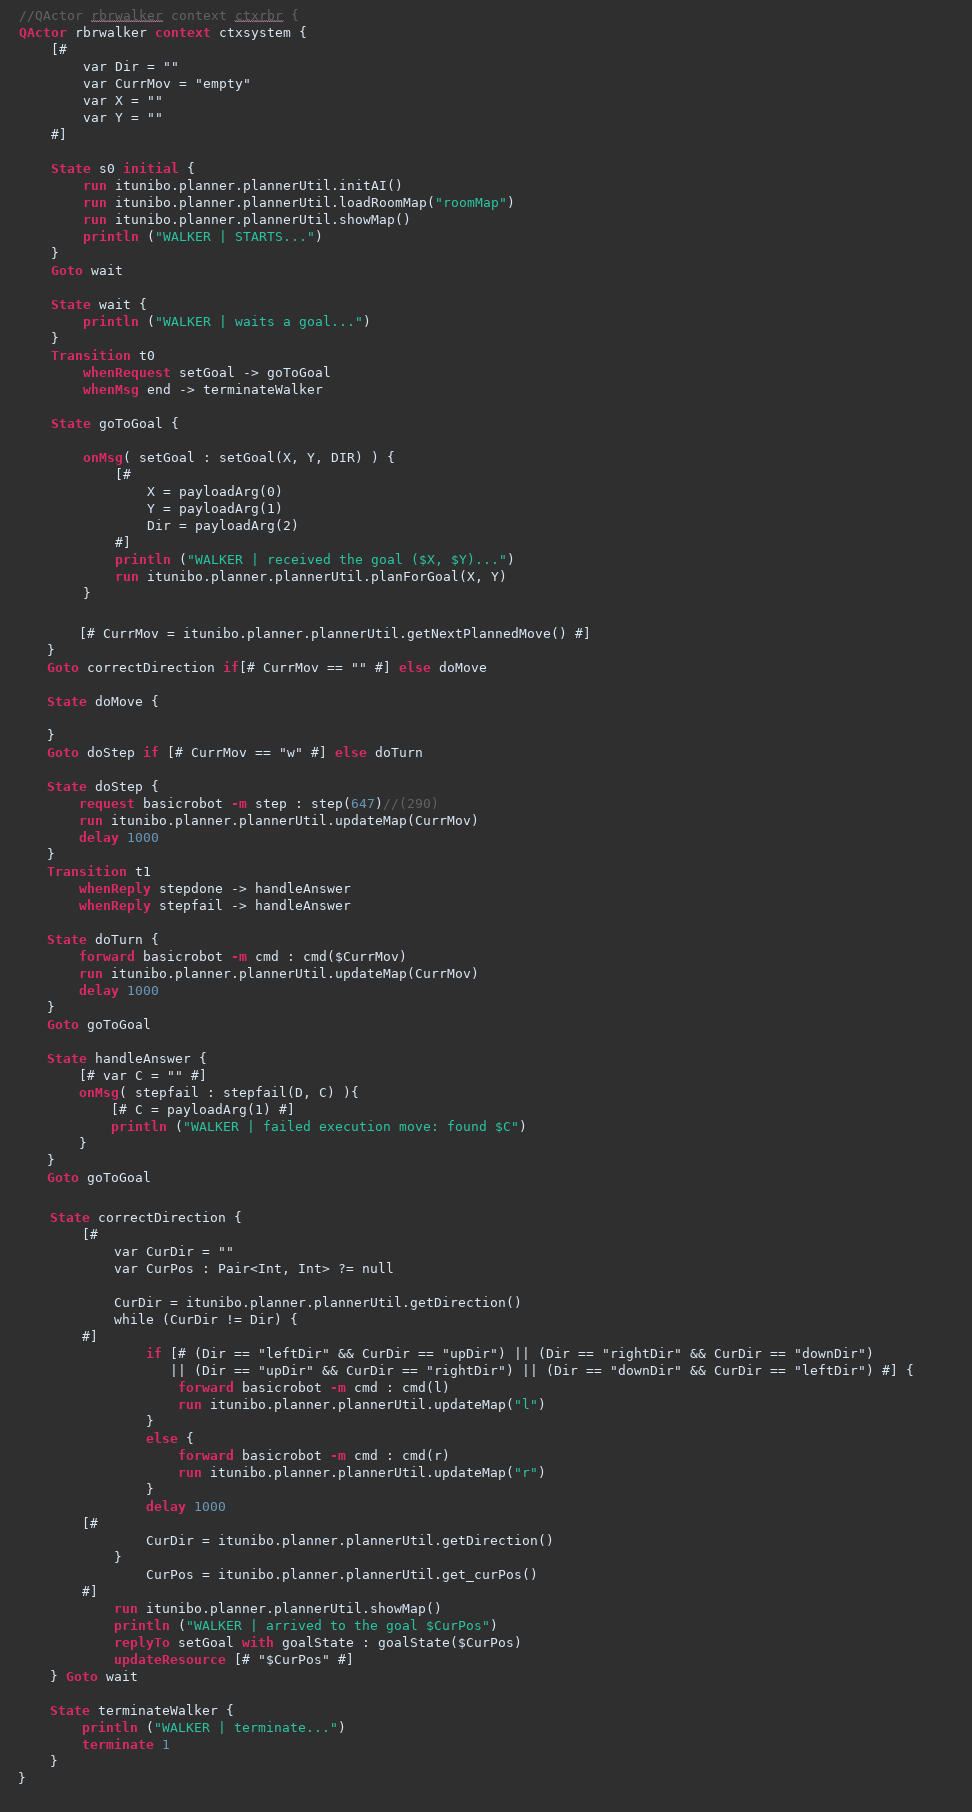 //QActor rbrwalker context ctxrbr {
QActor rbrwalker context ctxsystem {
    [#
        var Dir = ""
        var CurrMov = "empty"
        var X = ""
        var Y = ""
    #]

    State s0 initial {
        run itunibo.planner.plannerUtil.initAI()
        run itunibo.planner.plannerUtil.loadRoomMap("roomMap")
        run itunibo.planner.plannerUtil.showMap()
        println ("WALKER | STARTS...")
    }
    Goto wait

    State wait {
        println ("WALKER | waits a goal...")
    }
    Transition t0
        whenRequest setGoal -> goToGoal
        whenMsg end -> terminateWalker

    State goToGoal {

        onMsg( setGoal : setGoal(X, Y, DIR) ) {
            [#
                X = payloadArg(0)
                Y = payloadArg(1)
                Dir = payloadArg(2)
            #]
            println ("WALKER | received the goal ($X, $Y)...")
            run itunibo.planner.plannerUtil.planForGoal(X, Y)
        }

        [# CurrMov = itunibo.planner.plannerUtil.getNextPlannedMove() #]
    }
    Goto correctDirection if[# CurrMov == "" #] else doMove

    State doMove {

    }
    Goto doStep if [# CurrMov == "w" #] else doTurn

    State doStep {
        request basicrobot -m step : step(647)//(290)
        run itunibo.planner.plannerUtil.updateMap(CurrMov)
        delay 1000
    }
    Transition t1
        whenReply stepdone -> handleAnswer
        whenReply stepfail -> handleAnswer

    State doTurn {
        forward basicrobot -m cmd : cmd($CurrMov)
        run itunibo.planner.plannerUtil.updateMap(CurrMov)
        delay 1000
    }
    Goto goToGoal

    State handleAnswer {
        [# var C = "" #]
        onMsg( stepfail : stepfail(D, C) ){
            [# C = payloadArg(1) #]
            println ("WALKER | failed execution move: found $C")
        }
    }
    Goto goToGoal

    State correctDirection {
        [#
            var CurDir = ""
            var CurPos : Pair<Int, Int> ?= null

            CurDir = itunibo.planner.plannerUtil.getDirection()
            while (CurDir != Dir) {
        #]
                if [# (Dir == "leftDir" && CurDir == "upDir") || (Dir == "rightDir" && CurDir == "downDir")
                   || (Dir == "upDir" && CurDir == "rightDir") || (Dir == "downDir" && CurDir == "leftDir") #] {
                    forward basicrobot -m cmd : cmd(l)
                    run itunibo.planner.plannerUtil.updateMap("l")
                }
                else {
                    forward basicrobot -m cmd : cmd(r)
                    run itunibo.planner.plannerUtil.updateMap("r")
                }
                delay 1000
        [#
                CurDir = itunibo.planner.plannerUtil.getDirection()
            }
                CurPos = itunibo.planner.plannerUtil.get_curPos()
        #]
            run itunibo.planner.plannerUtil.showMap()
            println ("WALKER | arrived to the goal $CurPos")
            replyTo setGoal with goalState : goalState($CurPos)
            updateResource [# "$CurPos" #]
    } Goto wait

    State terminateWalker {
        println ("WALKER | terminate...")
        terminate 1
    }
}